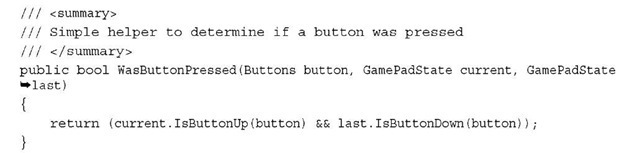 /// <summary>
/// Simple helper to determine if a button was pressed
/// </summary>
public bool WasButtonPressed(Buttons button, GamePadState current, GamePadState
➥last)
{
    return (current.IsButtonUp(button) && last.IsButtonDown(button));
}